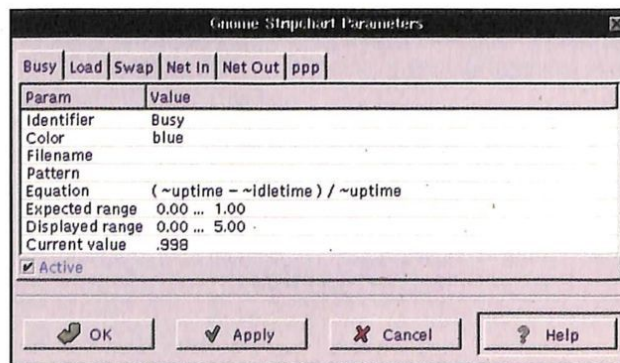 Gnome Stripchart Parameters
Busy Load Swap Net In Net Out ppp
Param Value
Identifier Busy
Color blue
Filename
Pattern
Equation (~uptime - ~idletime) / ~uptime
Expected range 0.00 ... 1.00
Displayed range 0.00 ... 5.00
Current value .998
Active
OK Apply Cancel Help